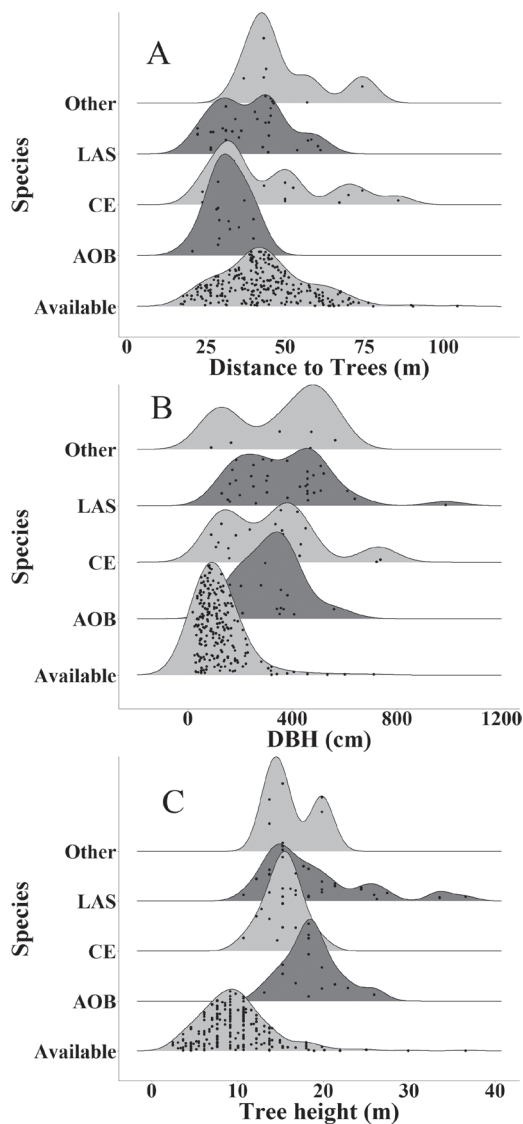 A
Other
LAS
CE
AOB
Available
Species
0 25 50 75 100
Distance to Trees (m)
B
Other
LAS
CE
AOB
Available
Species
0 400 800 1200
DBH (cm)
C
Other
LAS
CE
AOB
Available
Species
0 10 20 30 40
Tree height (m)